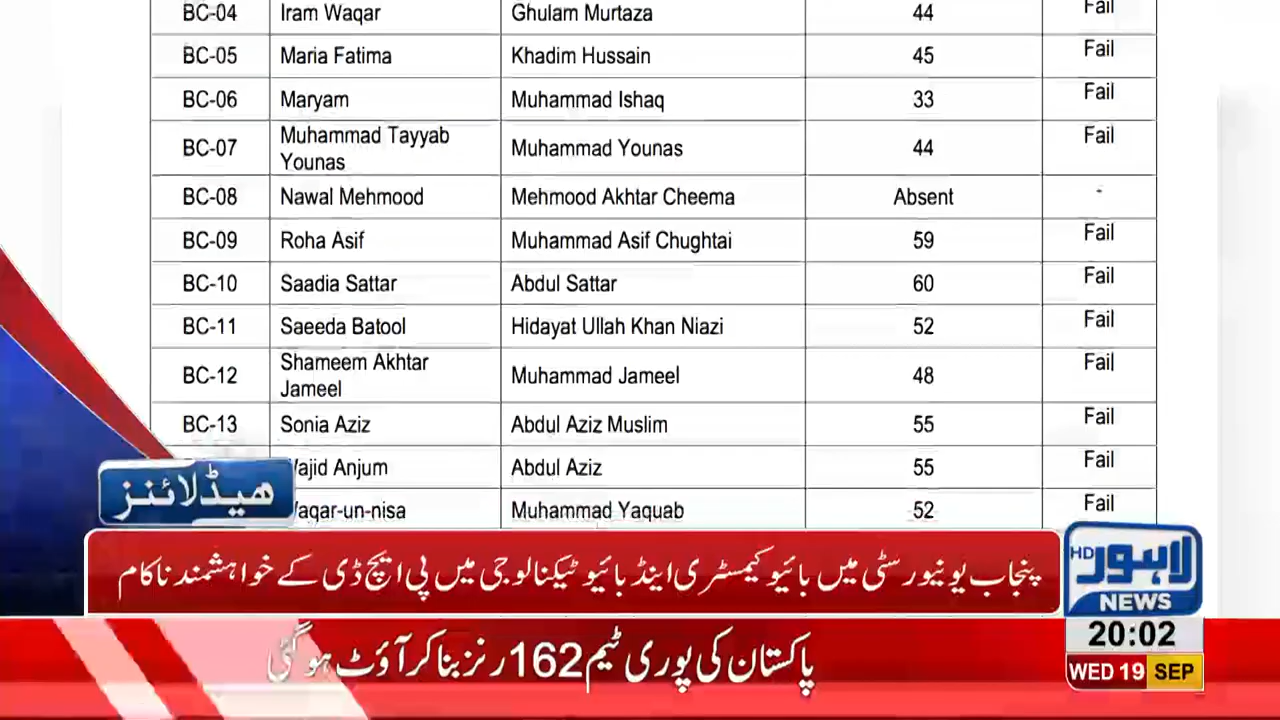 BC-04 Iram Waqar Ghulam Murtaza 44 Fail
BC-05 Maria Fatima Khadim Hussain 45 Fail
BC-06 Maryam Muhammad Ishaq 33 Fail
BC-07 Muhammad Tayyab Younas Muhammad Younas 44 Fail
BC-08 Nawal Mehmood Mehmood Akhtar Cheema Absent -
BC-09 Roha Asif Muhammad Asif Chughtai 59 Fail
BC-10 Saadia Sattar Abdul Sattar 60 Fail
BC-11 Saeeda Batool Hidayat Ullah Khan Niazi 52 Fail
BC-12 Shameem Akhtar Jameel Muhammad Jameel 48 Fail
BC-13 Sonia Aziz Abdul Aziz Muslim 55 Fail
Anjum Abdul Aziz 55 Fail
Muhammad Yaquab 52 Fail
ہیڈلائنز
پنجاب یونیورسٹی میں بائیو کیمسٹری اینڈ بائیو ٹیکنالوجی میں پی ایچ ڈی کے خواہشمند ناکام
لاہور HD
NEWS
20:02
WED 19 SEP
پاکستان کی پوری ٹیم 162 رنز بنا کر آؤٹ ہوگئی